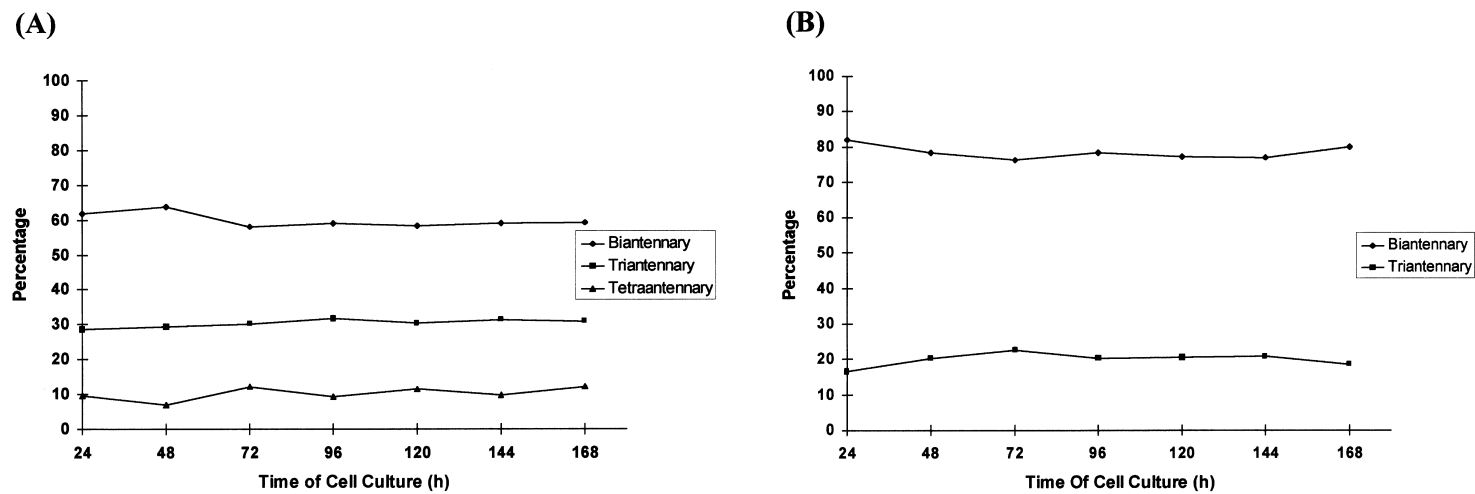 (A)
100
90
80
70
60
50
40
30
20
10
0
Percentage
24 48 72 96 120 144 168
Time of Cell Culture (h)
Biantennary
Triantennary
Tetraantennary
(B)
100
90
80
70
60
50
40
30
20
10
0
Percentage
24 48 72 96 120 144 168
Time Of Cell Culture (h)
Biantennary
Triantennary